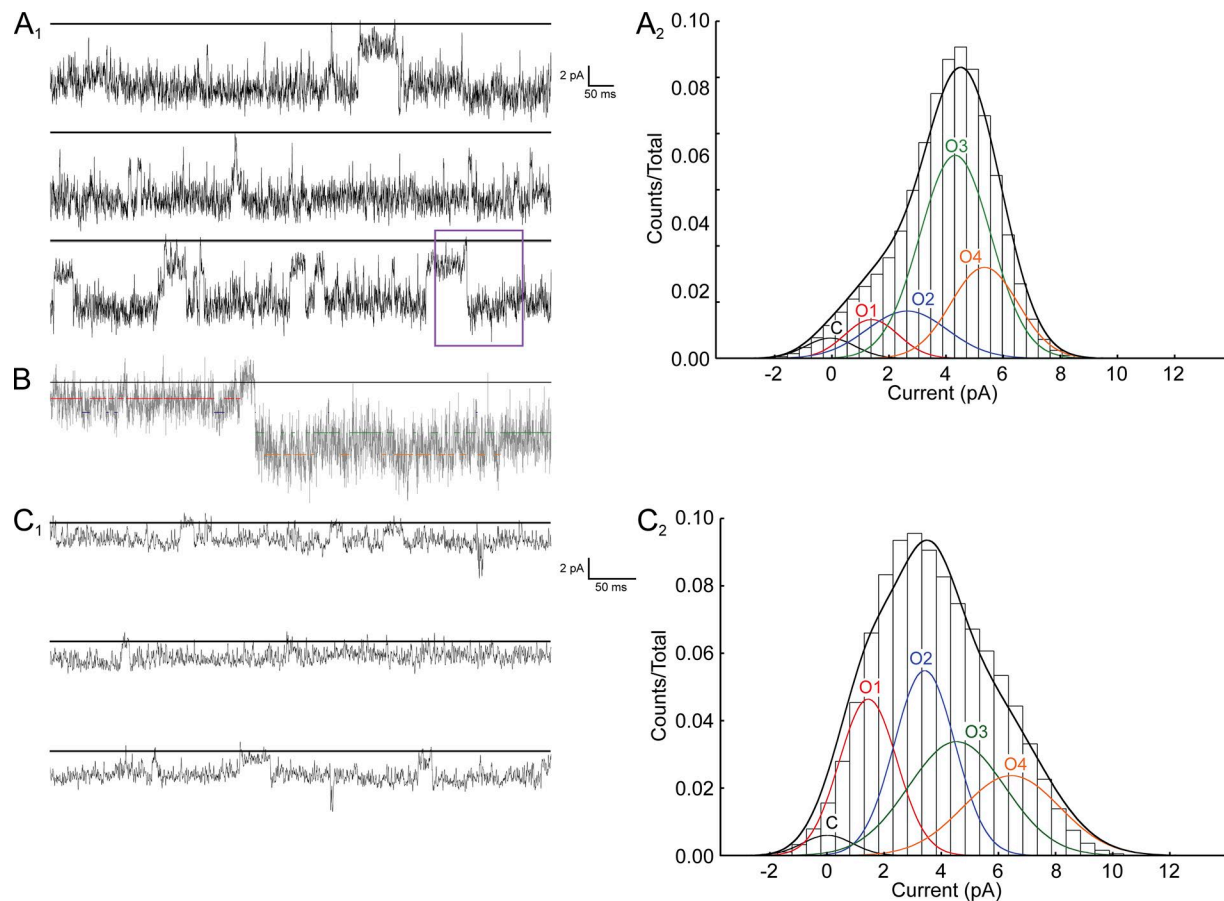 A1
2 pA
50 ms
A2
0.10
0.08
0.06
0.04
0.02
0.00
Counts/Total
C
O1
O2
O3
O4
-2 0 2 4 6 8 10 12
Current (pA)
B
C1
2 pA
50 ms
C2
0.10
0.08
0.06
0.04
0.02
0.00
Counts/Total
C
O1
O2
O3
O4
-2 0 2 4 6 8 10 12
Current (pA)